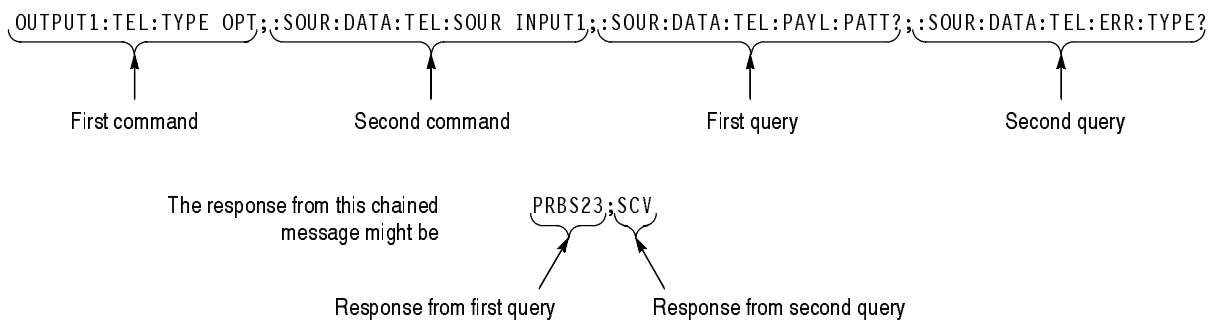 OUTPUT1:TEL:TYPE OPT;:SOUR:DATA:TEL:SOUR INPUT1;:SOUR:DATA:TEL:PAYL:PATT?;:SOUR:DATA:TEL:ERR:TYPE?
First command Second command First query Second query
The response from this chained
message might be
PRBS23;SCV
Response from first query Response from second query